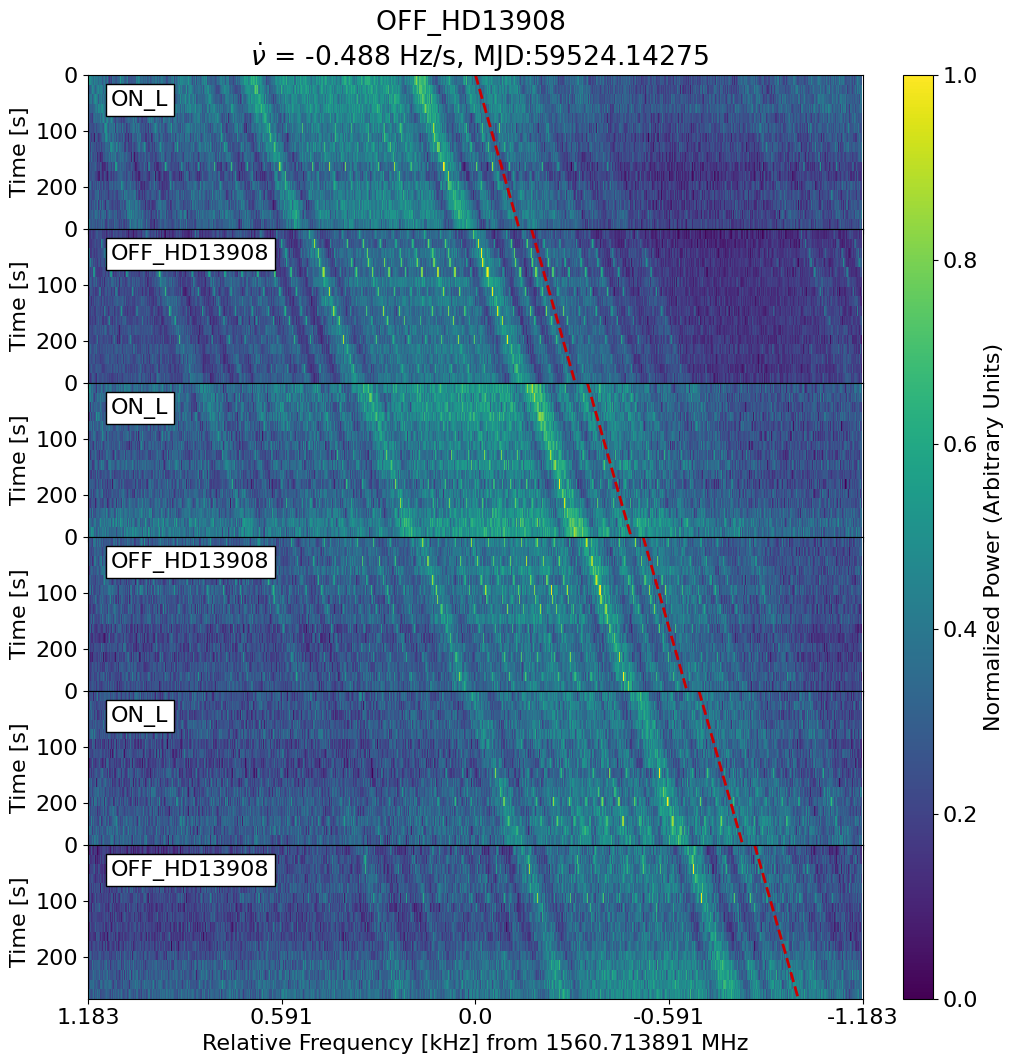 OFF_HD13908
ν̇ = -0.488 Hz/s, MJD:59524.14275
0
ON_L
100
Time [s]
200
0
OFF_HD13908
100
Time [s]
200
0
ON_L
100
Time [s]
200
0
OFF_HD13908
100
Time [s]
200
0
ON_L
100
Time [s]
200
0
OFF_HD13908
100
Time [s]
200
1.183 0.591 0.0 -0.591 -1.183
Relative Frequency [kHz] from 1560.713891 MHz
1.0
0.8
0.6
0.4
0.2
0.0
Normalized Power (Arbitrary Units)